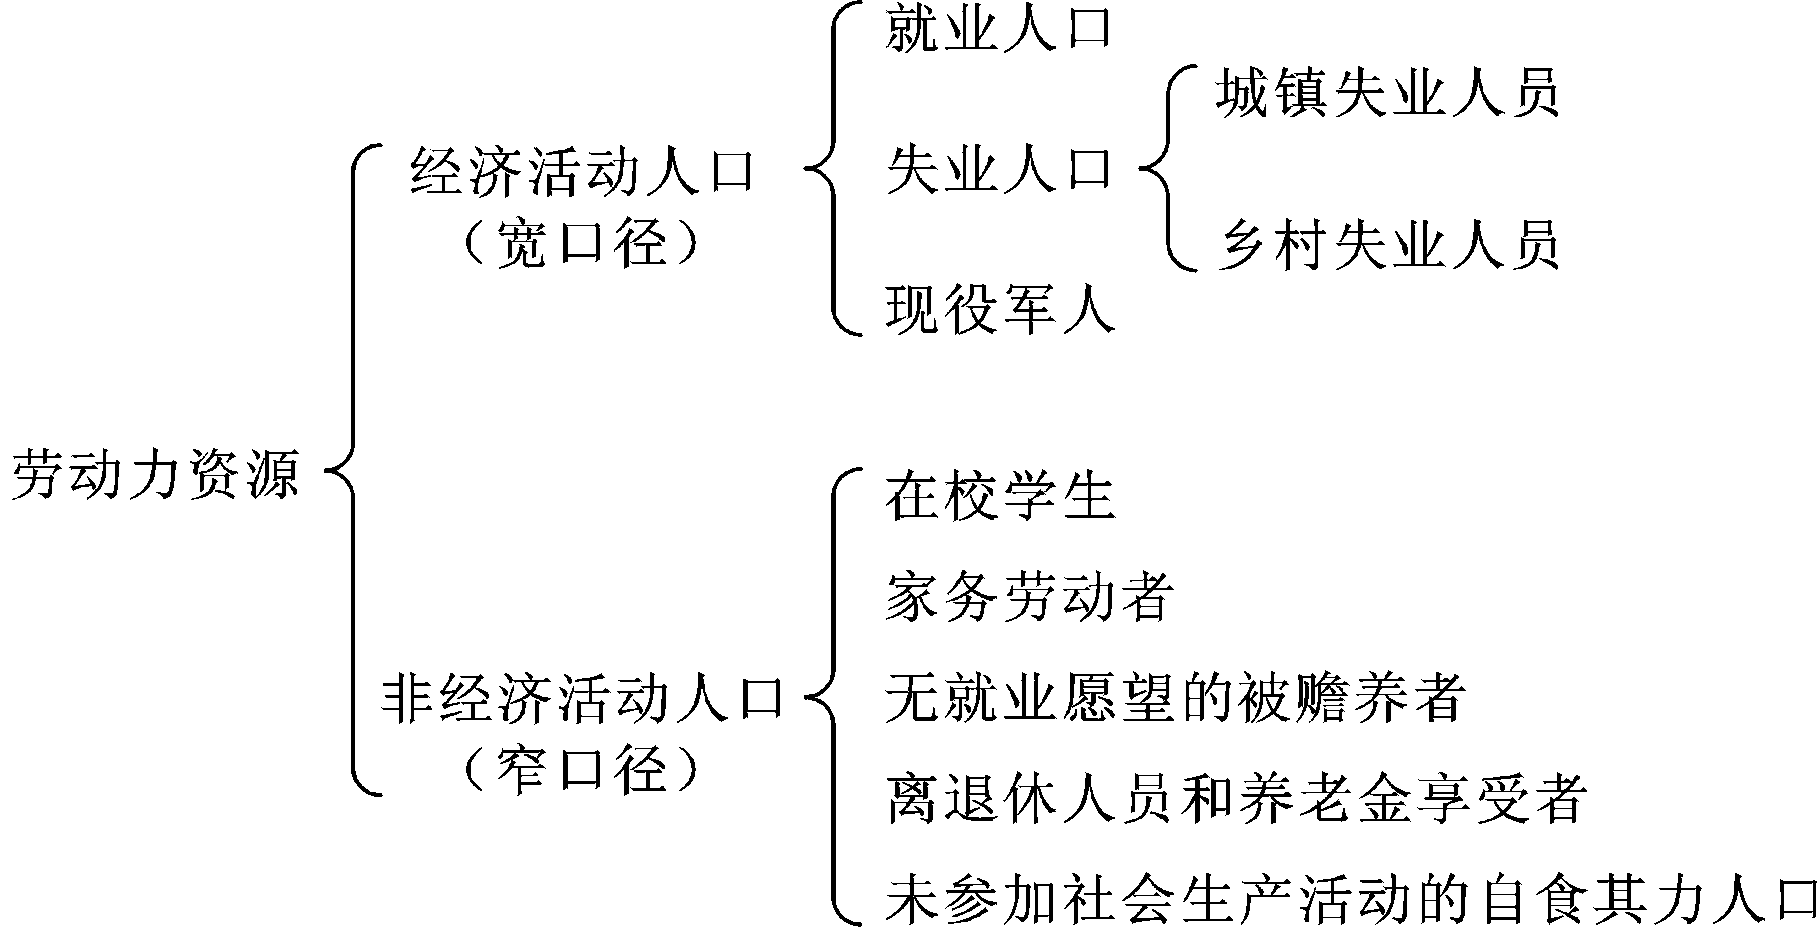 劳动力资源
经济活动人口
（宽口径）
就业人口
失业人口
城镇失业人员
乡村失业人员
现役军人
非经济活动人口
（窄口径）
在校学生
家务劳动者
无就业愿望的被赡养者
离退休人员和养老金享受者
未参加社会生产活动的自食其力人口